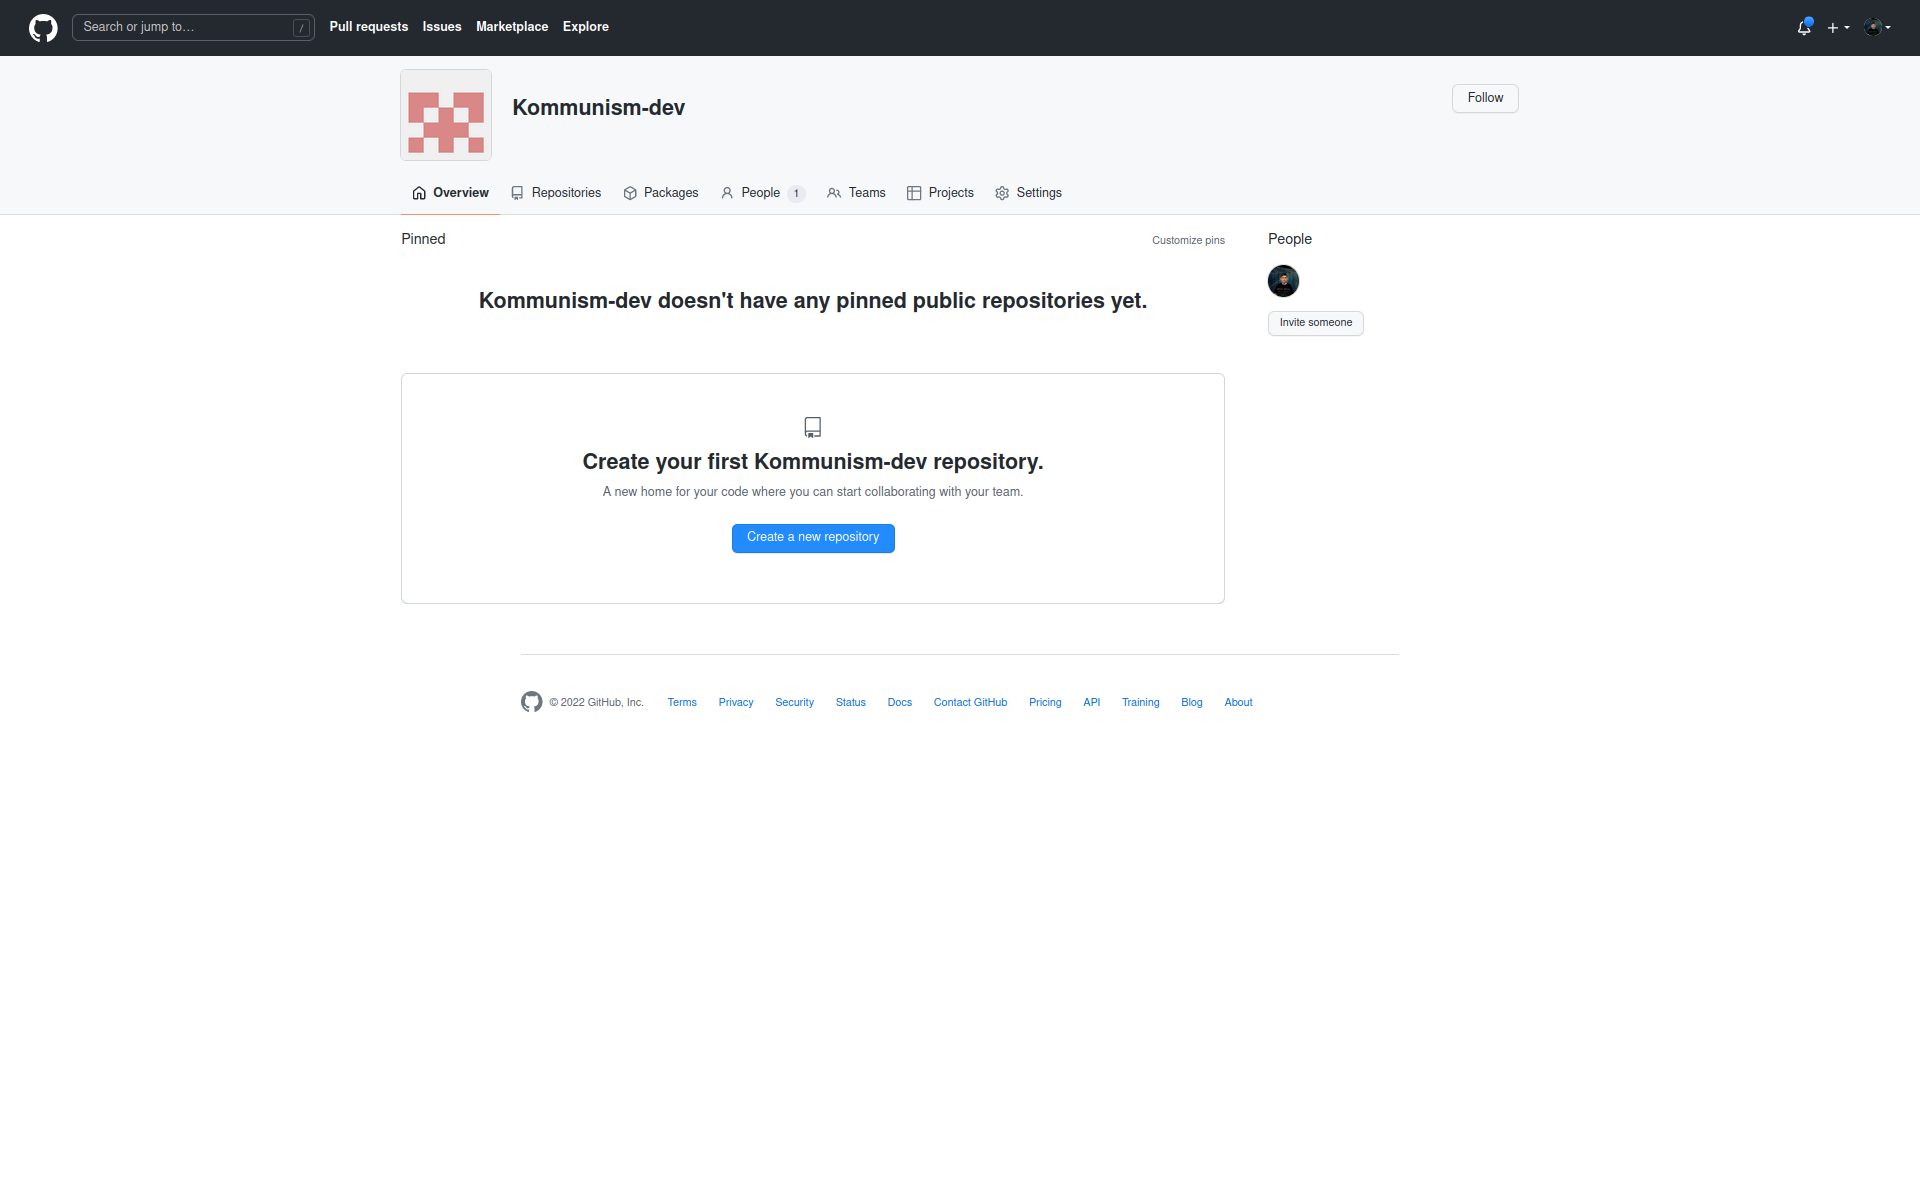 Search or jump to...
/
Pull requests
Issues
Marketplace
Explore
Kommunism-dev
Follow
Overview
Repositories
Packages
People 1
Teams
Projects
Settings
Pinned
Customize pins
People
Kommunism-dev doesn't have any pinned public repositories yet.
Invite someone
Create your first Kommunism-dev repository.
A new home for your code where you can start collaborating with your team.
Create a new repository
© 2022 GitHub, Inc.
Terms
Privacy
Security
Status
Docs
Contact GitHub
Pricing
API
Training
Blog
About